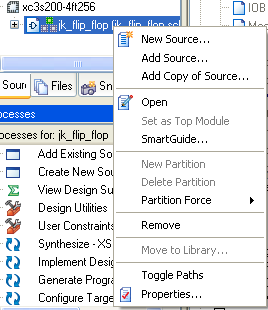 xc3s200-4ft256
jk_flip_flop (jk_flip_flop.sc
IOB
Sour
Files
Sn
ocesses
ocesses for: jk_flip_flop
Add Existing So
Create New Sou
View Design Su
Design Utilities
User Constraints
Synthesize - XS
Implement Desig
Generate Progra
Configure Targe
New Source...
Add Source...
Add Copy of Source...
Open
Set as Top Module
SmartGuide...
New Partition
Delete Partition
Partition Force
Remove
Move to Library...
Toggle Paths
Properties...